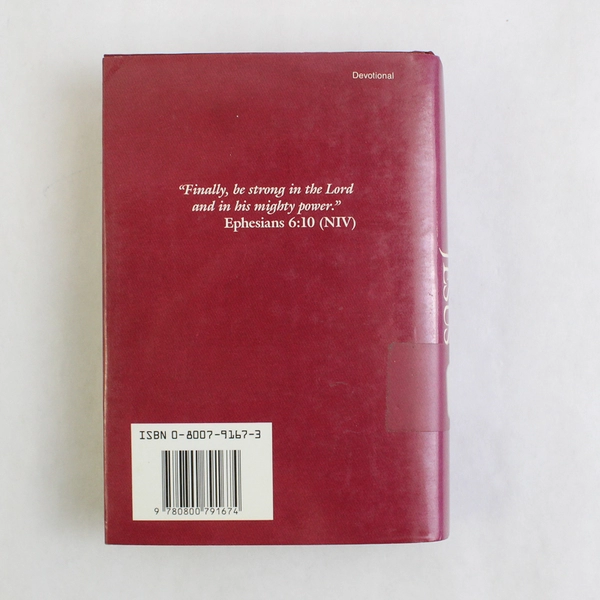 Devotional
“Finally, be strong in the Lord
and in his mighty power.”
Ephesians 6:10 (NIV)
JESUS
ISBN 0-8007-9167-3
9 780800 791674